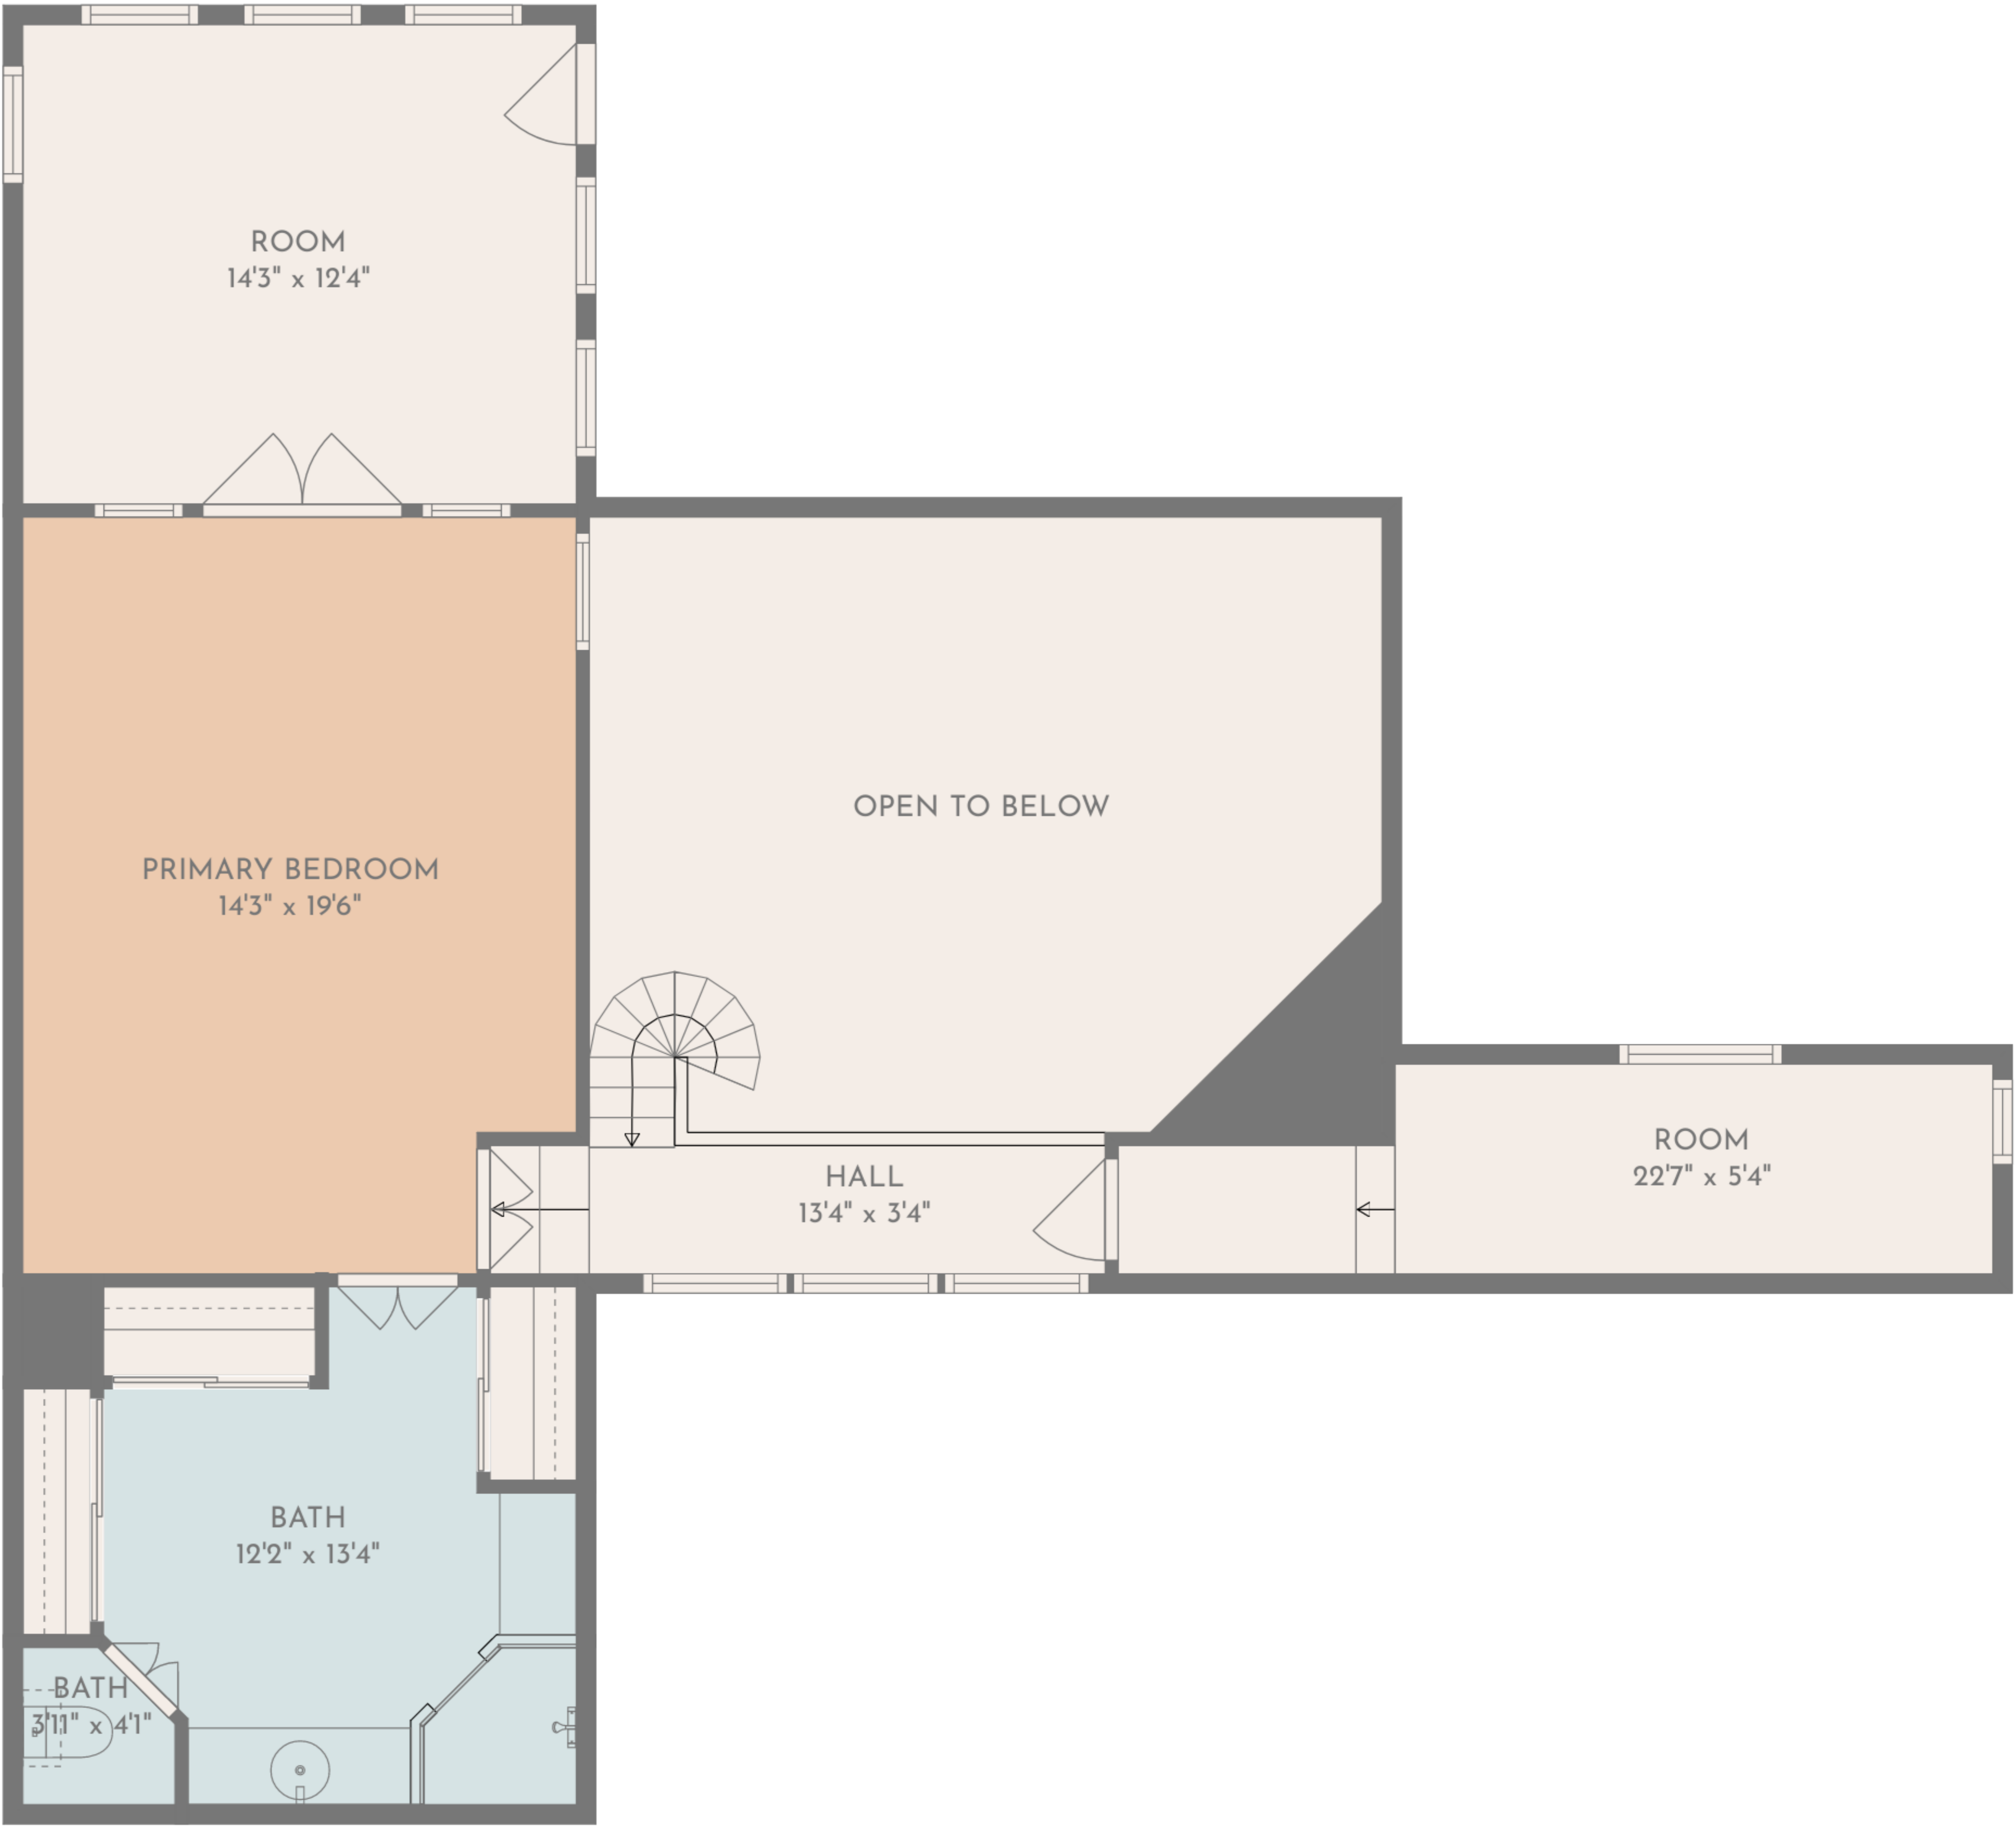 ROOM
14'3" x 12'4"
OPEN TO BELOW
PRIMARY BEDROOM
14'3" x 19'6"
ROOM
22'7" x 5'4"
HALL
13'4" x 3'4"
BATH
12'2" x 13'4"
BATH
3'11" x 4'1"